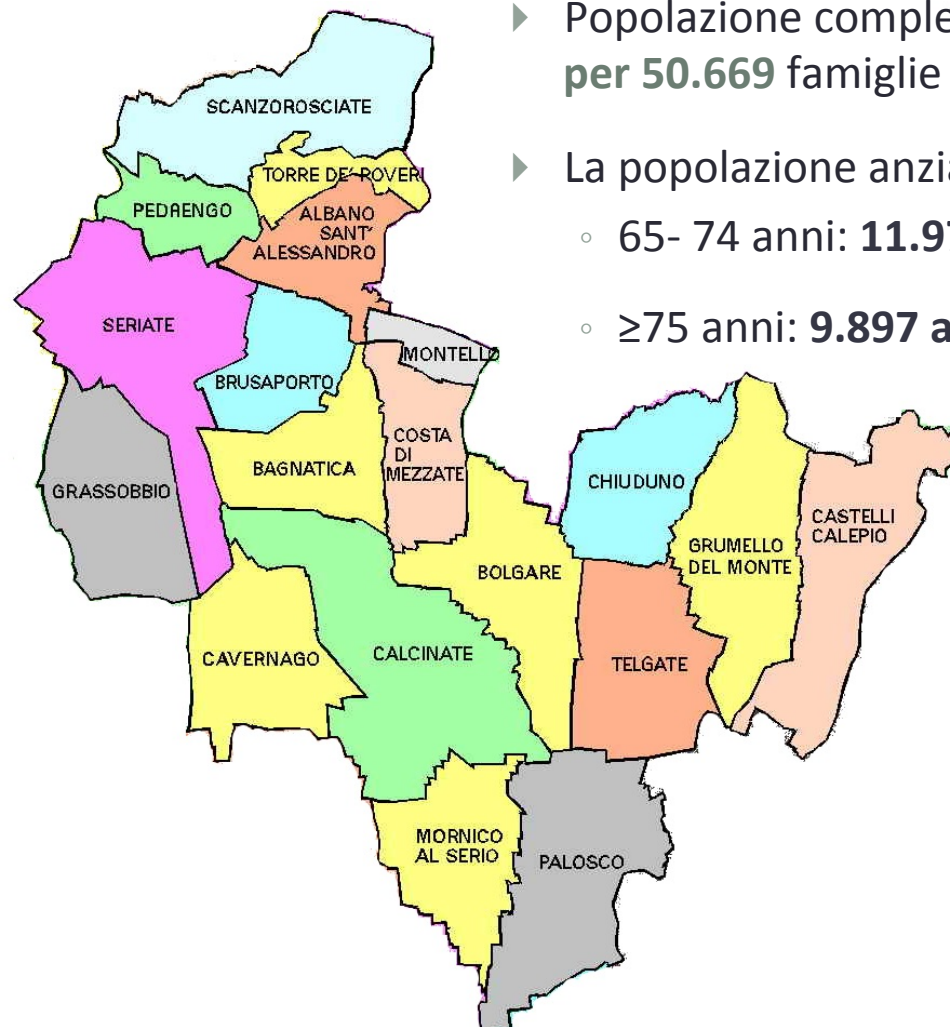 ▸ Popolazione comple
per 50.669 famiglie
▸ La popolazione anzia
◦ 65- 74 anni: 11.97
◦ ≥75 anni: 9.897 a
SCANZOROSCIATE
TORRE DE' ROVERI
PEDRENGO
ALBANO
SANT'
ALESSANDRO
SERIATE
MONTELLO
BRUSAPORTO
COSTA
DI
MEZZATE
BAGNATICA
GRASSOBBIO
CHIUDUNO
CASTELLI
CALEPIO
GRUMELLO
DEL MONTE
BOLGARE
CAVERNAGO
CALCINATE
TELGATE
MORNICO
AL SERIO
PALOSCO